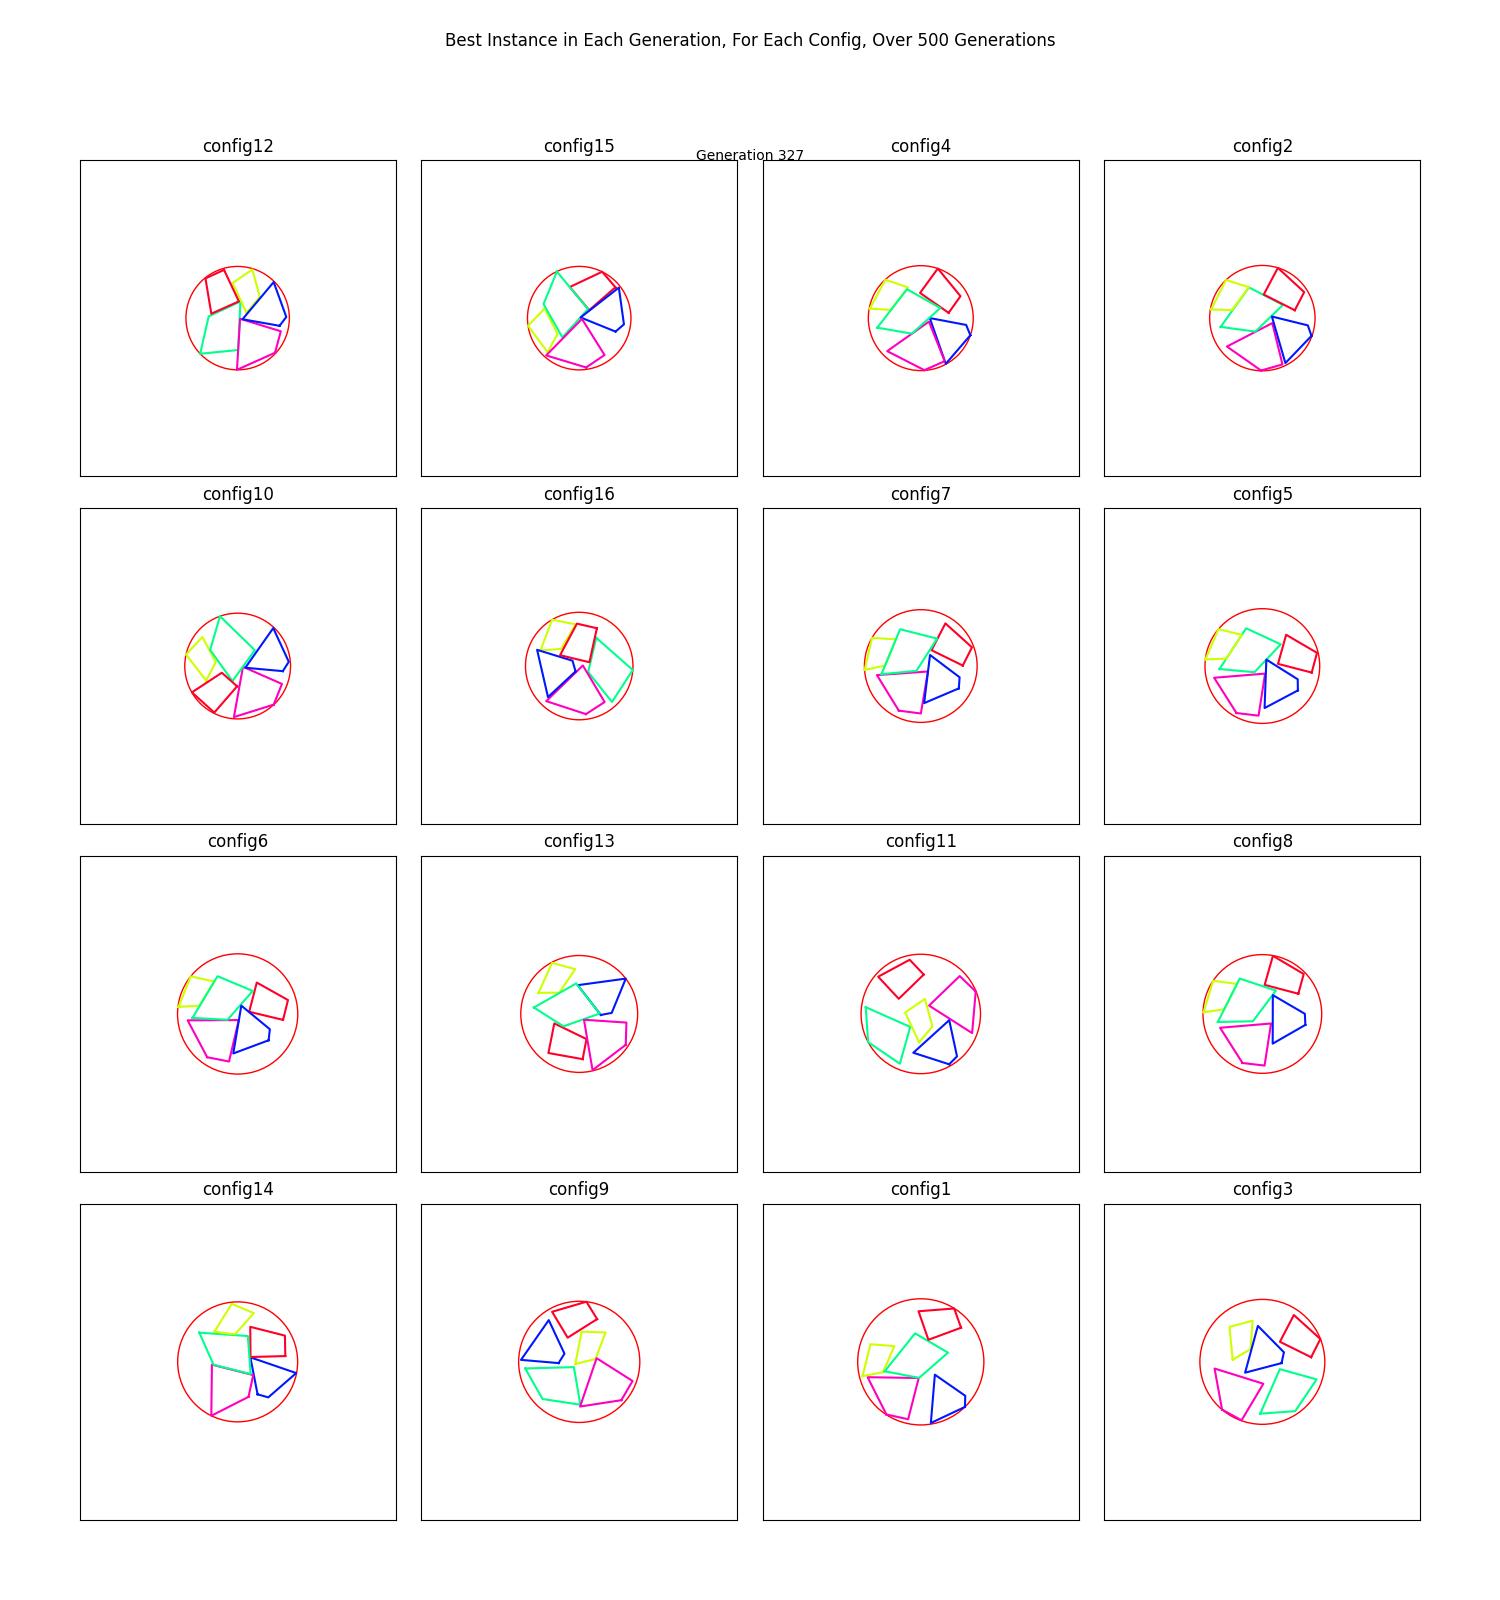 Best Instance in Each Generation, For Each Config, Over 500 Generations
Generation 327
config12
config15
config4
config2
config10
config16
config7
config5
config6
config13
config11
config8
config14
config9
config1
config3